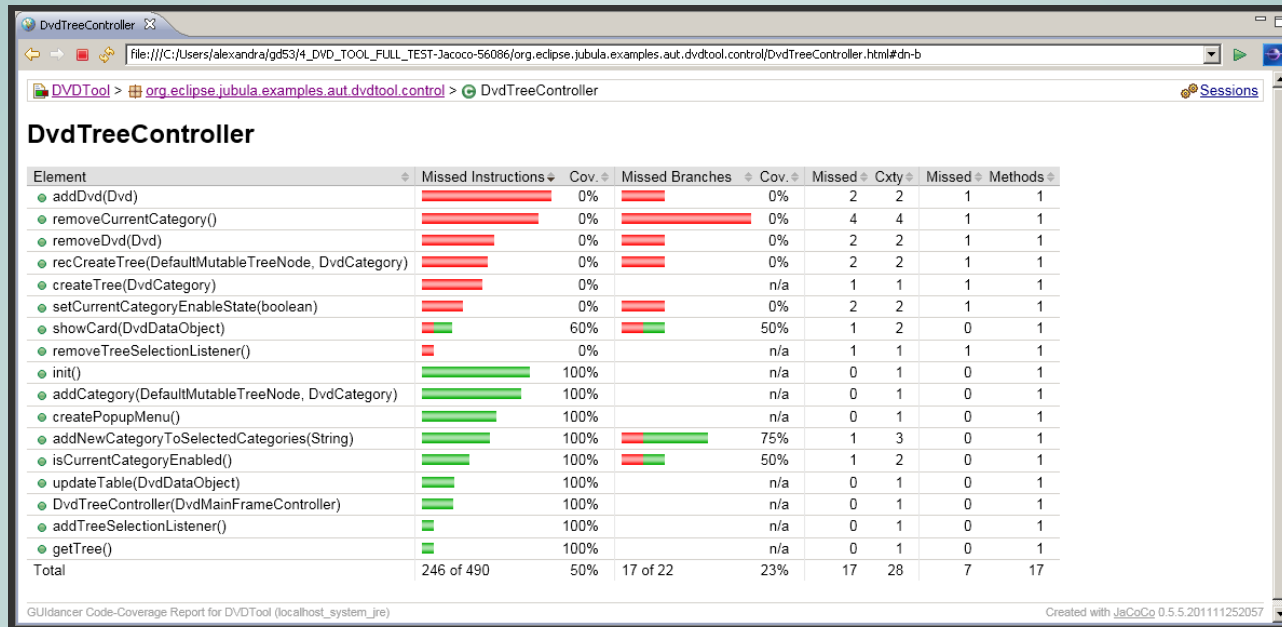 DvdTreeController
file:///C:/Users/alexandra/gd53/4_DVD_TOOL_FULL_TEST-Jacoco-56086/org.eclipse.jubula.examples.aut.dvdtool.control/DvdTreeController.html#dn-b
DVDTool > org.eclipse.jubula.examples.aut.dvdtool.control > DvdTreeController Sessions
DvdTreeController
Element Missed Instructions Cov. Missed Branches Cov. Missed Cxty Missed Methods
addDvd(Dvd) 0% 0% 2 2 1 1
removeCurrentCategory() 0% 0% 4 4 1 1
removeDvd(Dvd) 0% 0% 2 2 1 1
recCreateTree(DefaultMutableTreeNode, DvdCategory) 0% 0% 2 2 1 1
createTree(DvdCategory) 0% n/a 1 1 1 1
setCurrentCategoryEnableState(boolean) 0% 0% 2 2 1 1
showCard(DvdDataObject) 60% 50% 1 2 0 1
removeTreeSelectionListener() 0% n/a 1 1 1 1
init() 100% n/a 0 1 0 1
addCategory(DefaultMutableTreeNode, DvdCategory) 100% n/a 0 1 0 1
createPopupMenu() 100% n/a 0 1 0 1
addNewCategoryToSelectedCategories(String) 100% 75% 1 3 0 1
isCurrentCategoryEnabled() 100% 50% 1 2 0 1
updateTable(DvdDataObject) 100% n/a 0 1 0 1
DvdTreeController(DvdMainFrameController) 100% n/a 0 1 0 1
addTreeSelectionListener() 100% n/a 0 1 0 1
getTree() 100% n/a 0 1 0 1
Total 246 of 490 50% 17 of 22 23% 17 28 7 17
GUIdancer Code-Coverage Report for DVDTool (localhost_system_jre) Created with JaCoCo 0.5.5.201111252057